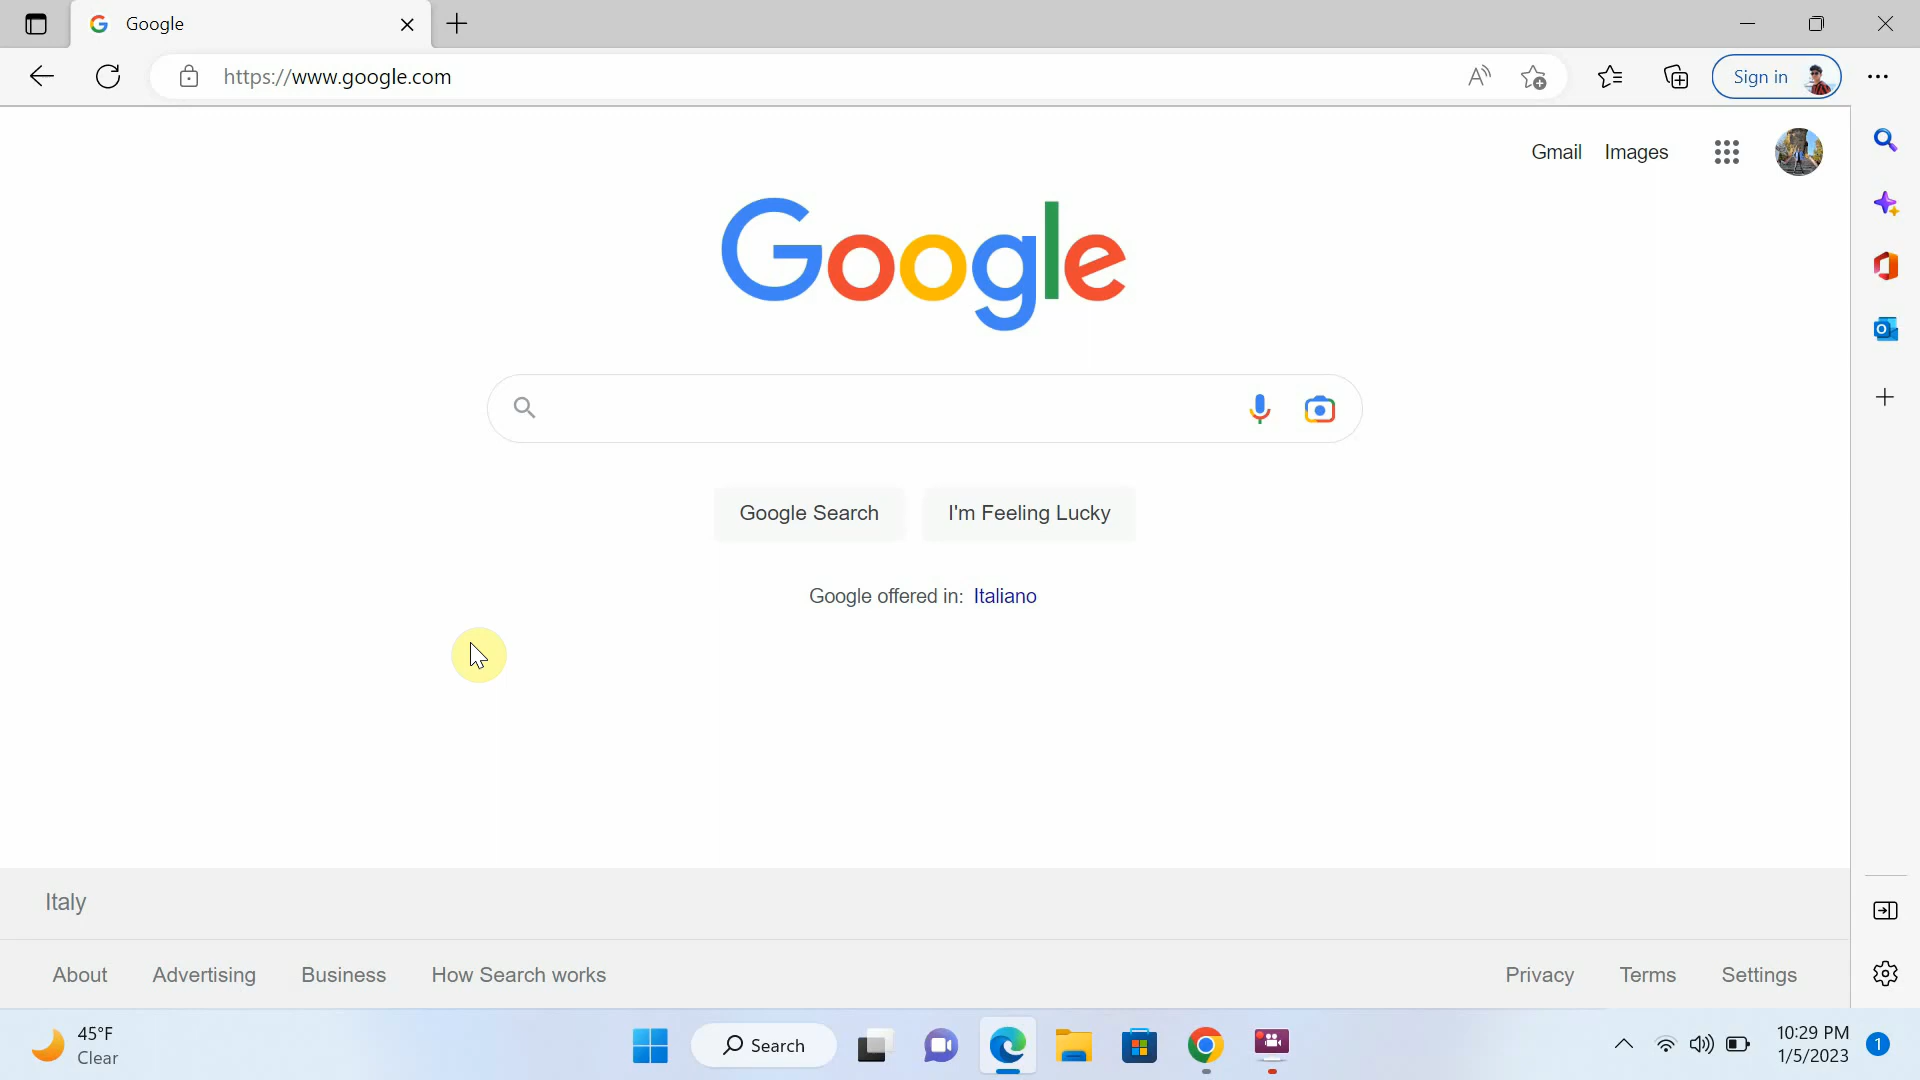 Google
https://www.google.com
Sign in
Gmail Images
Google
Google Search I'm Feeling Lucky
Google offered in: Italiano
Italy
About Advertising Business How Search works Privacy Terms Settings
45°F
Clear
Search
10:29 PM
1/5/2023
1